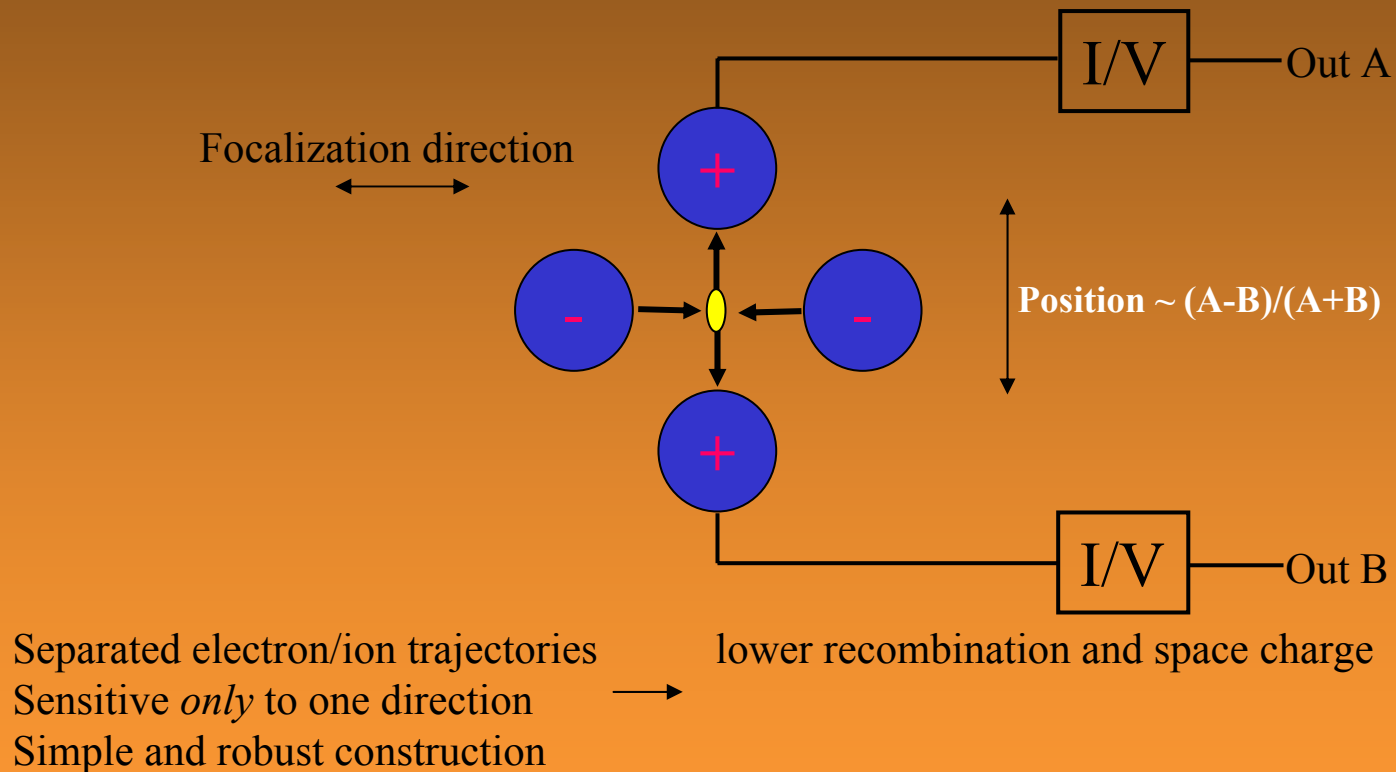 I/V
Out A
Focalization direction
+
-
-
Position ~ (A-B)/(A+B)
+
I/V
Out B
Separated electron/ion trajectories
lower recombination and space charge
Sensitive only to one direction
Simple and robust construction